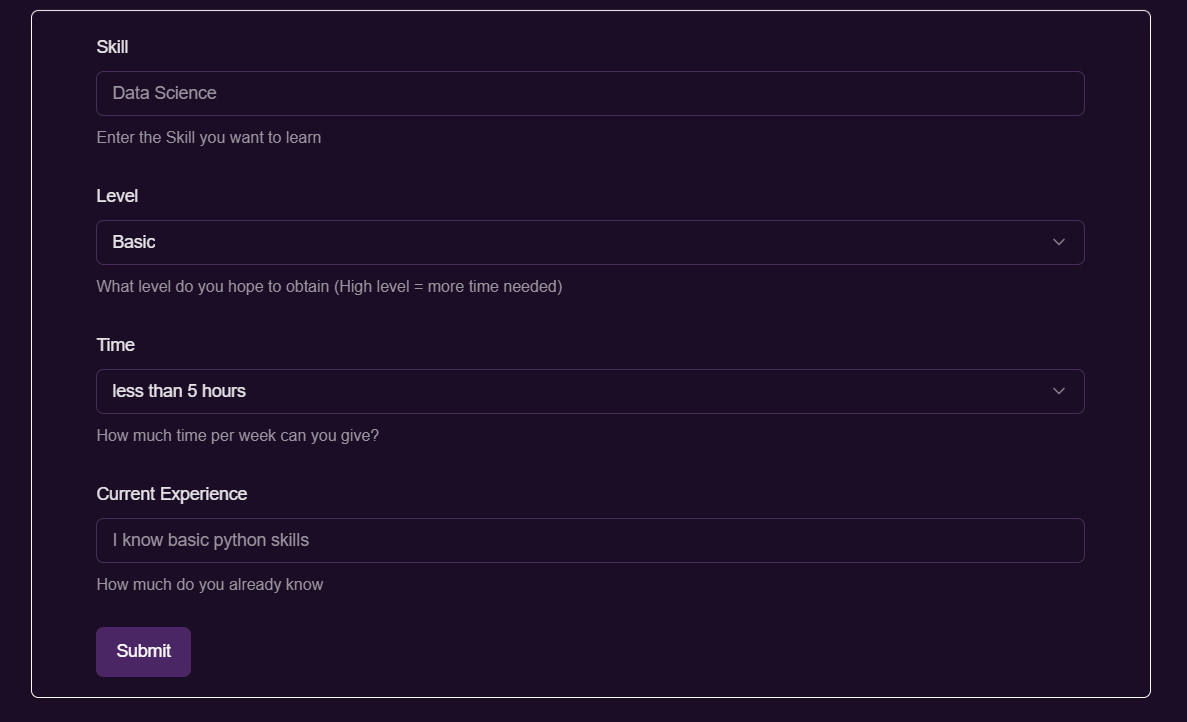 Skill
Data Science
Enter the Skill you want to learn
Level
Basic
What level do you hope to obtain (High level = more time needed)
Time
less than 5 hours
How much time per week can you give?
Current Experience
I know basic python skills
How much do you already know
Submit